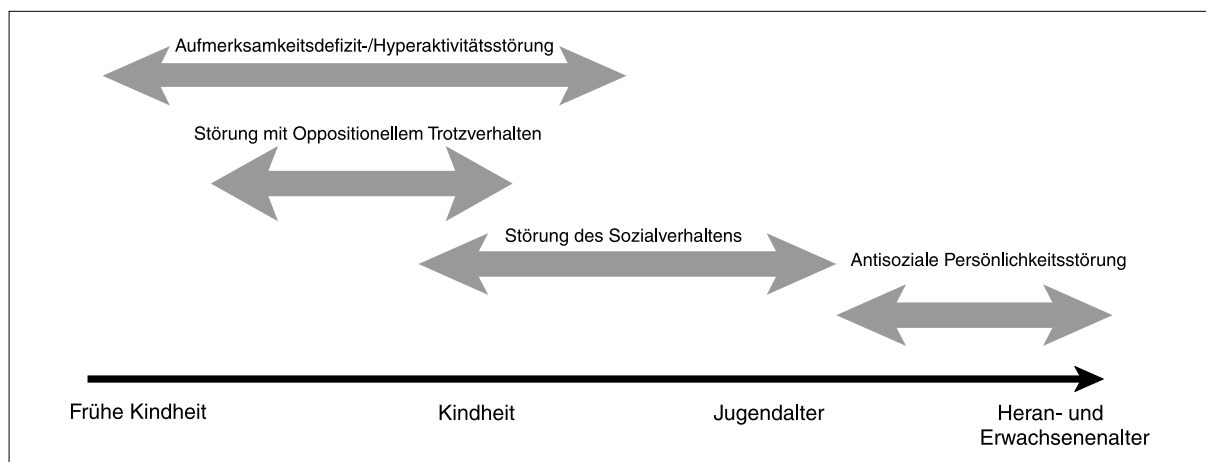 Aufmerksamkeitsdefizit-/Hyperaktivitätsstörung
Störung mit Oppositionellem Trotzverhalten
Störung des Sozialverhaltens
Antisoziale Persönlichkeitsstörung
Frühe Kindheit
Kindheit
Jugendalter
Heran- und
Erwachsenenalter